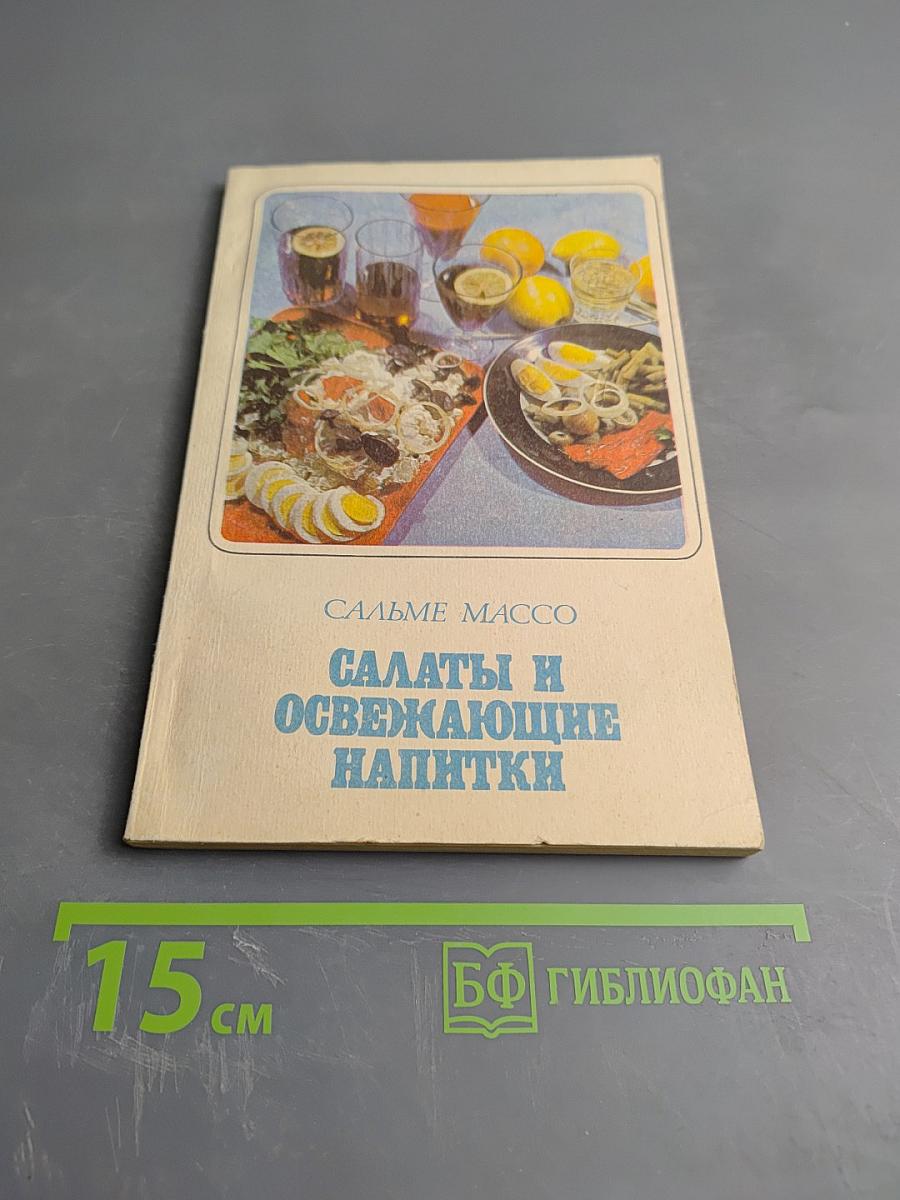 САЛЬМЕ МАССО
САЛАТЫ И
ОСВЕЖАЮЩИЕ
НАПИТКИ
15 см
БФ ГИБЛИОФАН